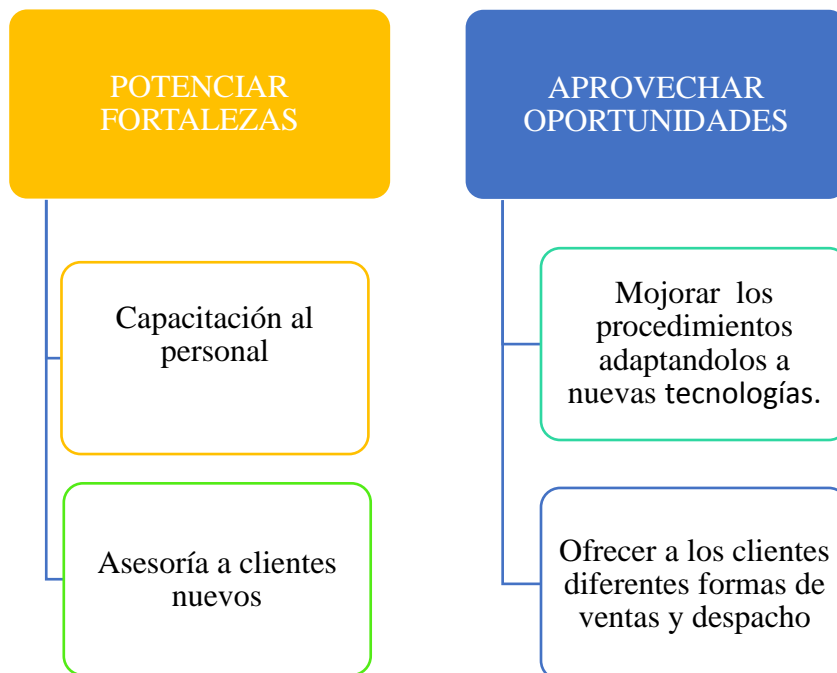 POTENCIAR
FORTALEZAS
Capacitación al
personal
Asesoría a clientes
nuevos
APROVECHAR
OPORTUNIDADES
Mojorar los
procedimientos
adaptandolos a
nuevas tecnologías.
Ofrecer a los clientes
diferentes formas de
ventas y despacho